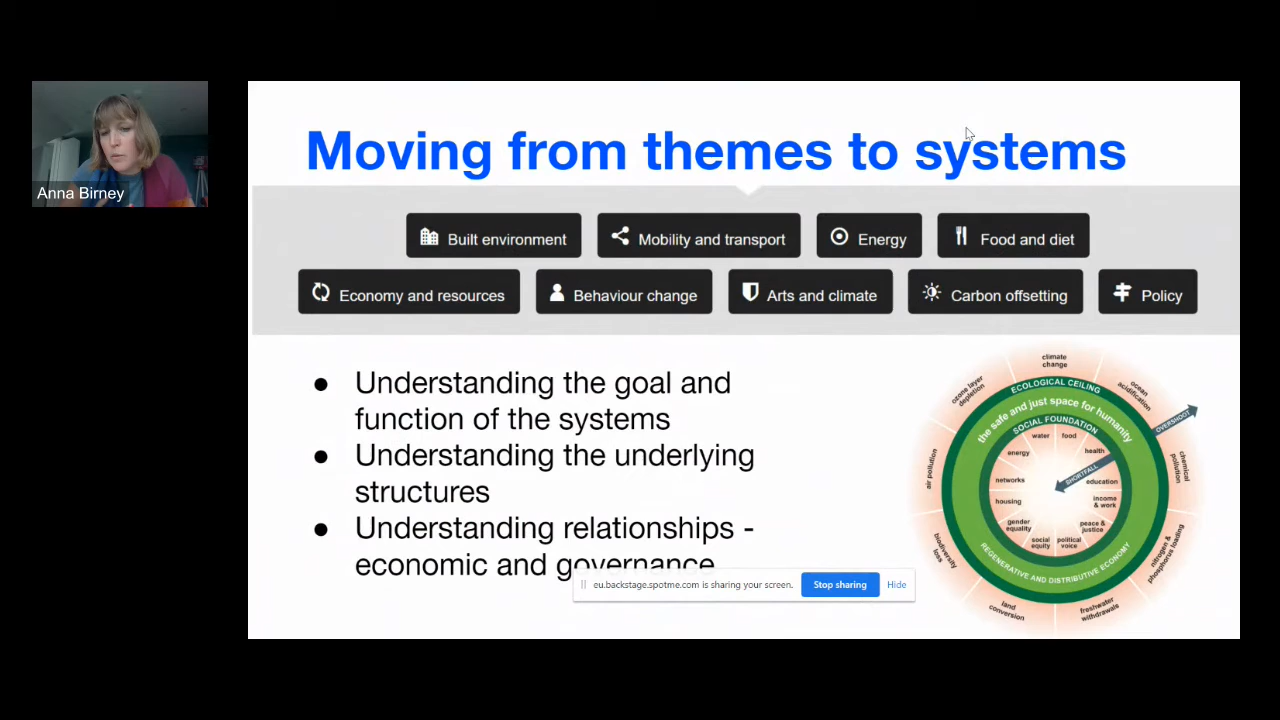 Anna Birney
Moving from themes to systems
Built environment
Mobility and transport
Energy
Food and diet
Economy and resources
Behaviour change
Arts and climate
Carbon offsetting
Policy
● Understanding the goal and
function of the systems
● Understanding the underlying
structures
● Understanding relationships -
economic and governance
eu.backstage.spotme.com is sharing your screen.
Stop sharing
Hide
climate
change
ocean
acidification
chemical
pollution
nitrogen &
phosphorus loading
freshwater
withdrawals
land
conversion
biodiversity
loss
air pollution
ozone layer
depletion
ECOLOGICAL CEILING
the safe and just space for humanity
SOCIAL FOUNDATION
OVERSHOOT
SHORTFALL
water
food
health
education
income
& work
peace &
justice
political
voice
social
equity
gender
equality
housing
networks
energy
REGENERATIVE AND DISTRIBUTIVE ECONOMY